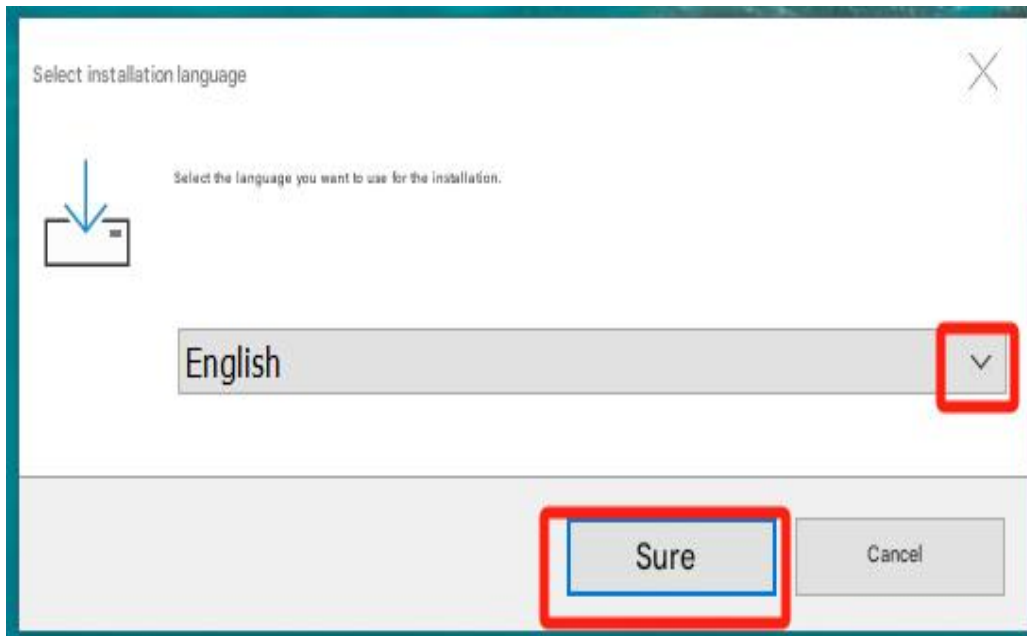 Select installation language
Select the language you want to use for the installation.
English
Sure
Cancel